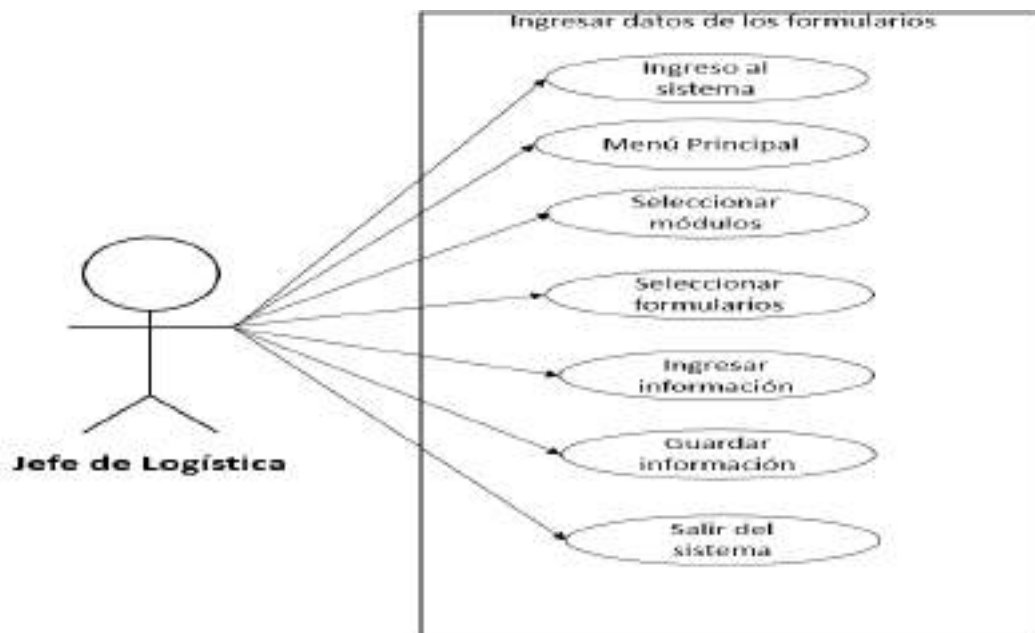 Ingresar datos de los formularios
Ingreso al
sistema
Menú Principal
Seleccionar
módulos
Seleccionar
formularios
Ingresar
información
Guardar
información
Salir del
sistema
Jefe de Logística